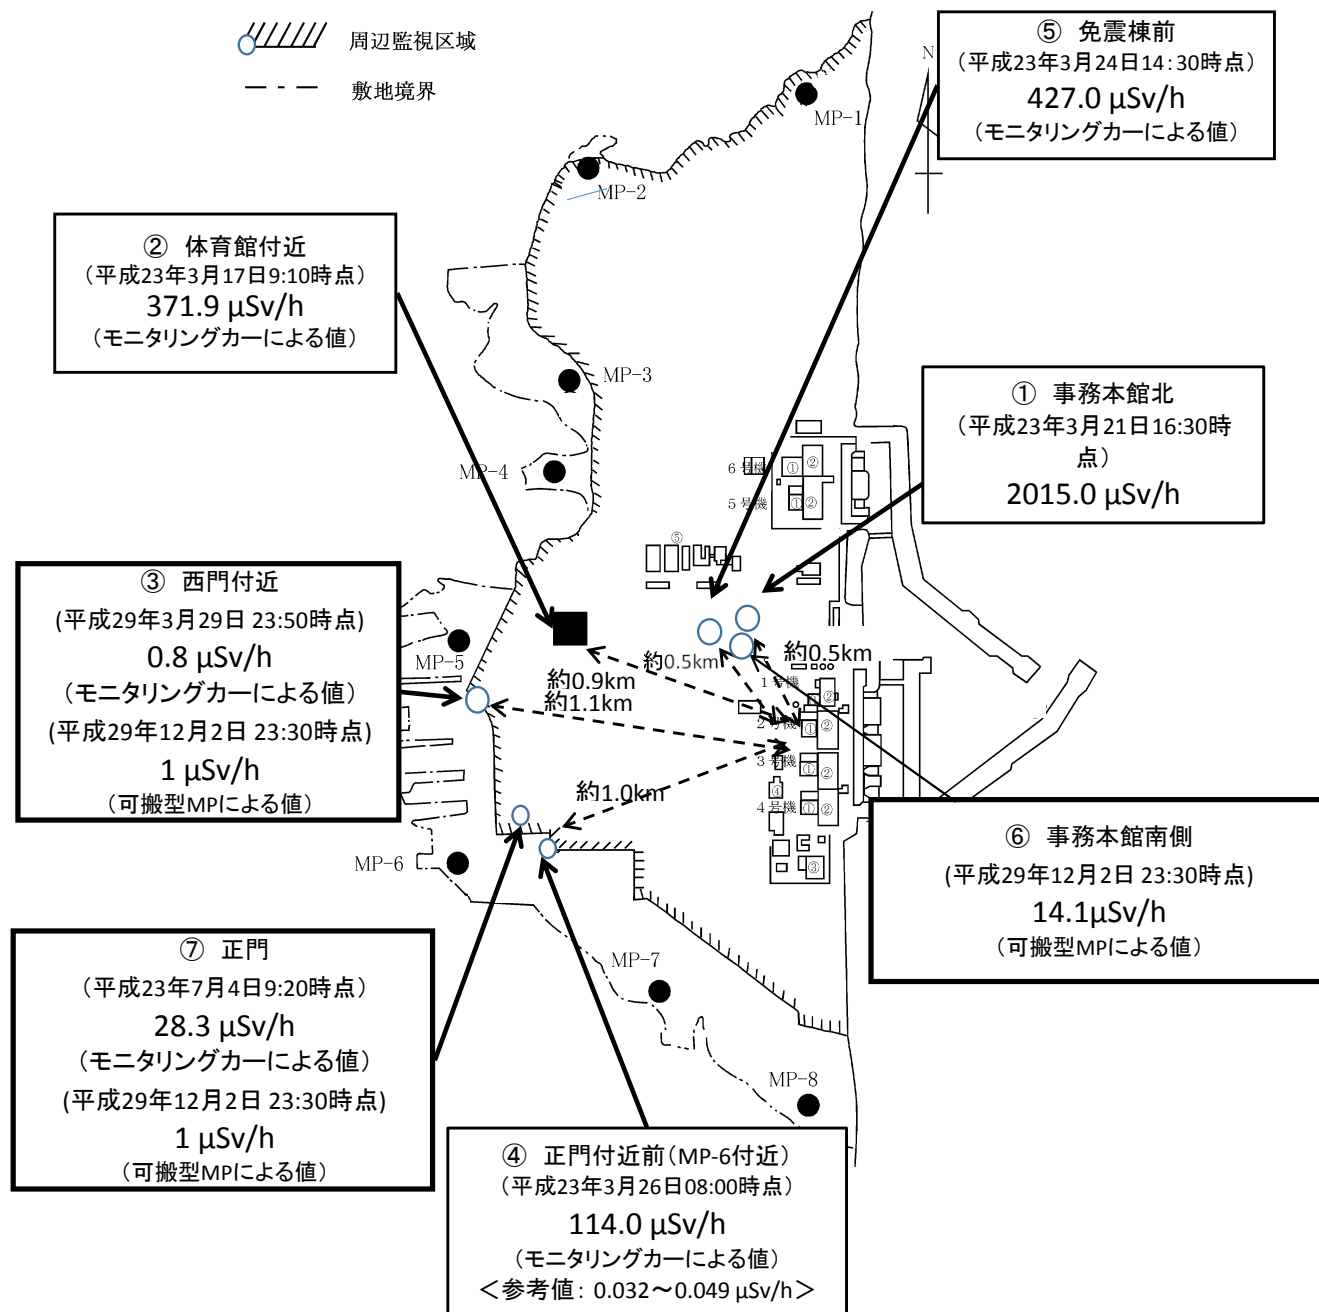 周辺監視区域
敷地境界
⑤ 免震棟前
(平成23年3月24日14:30時点)
427.0 μSv/h
(モニタリングカーによる値)
N
MP-1
MP-2
② 体育館付近
(平成23年3月17日9:10時点)
371.9 μSv/h
(モニタリングカーによる値)
MP-3
① 事務本館北
(平成23年3月21日16:30時
点)
2015.0 μSv/h
MP-4
6号機
① ②
5号機
① ②
⑤
③ 西門付近
(平成29年3月29日 23:50時点)
0.8 μSv/h
(モニタリングカーによる値)
(平成29年12月2日 23:30時点)
1 μSv/h
(可搬型MPによる値)
MP-5
約0.5km
約0.5km
約0.9km
約1.1km
1号機
②
2号機
① ②
3号機
① ②
約1.0km
④
4号機
① ②
③
MP-6
⑥ 事務本館南側
(平成29年12月2日 23:30時点)
14.1μSv/h
(可搬型MPによる値)
⑦ 正門
(平成23年7月4日9:20時点)
28.3 μSv/h
(モニタリングカーによる値)
(平成29年12月2日 23:30時点)
1 μSv/h
(可搬型MPによる値)
MP-7
MP-8
④ 正門付近前(MP-6付近)
(平成23年3月26日08:00時点)
114.0 μSv/h
(モニタリングカーによる値)
<参考値: 0.032~0.049 μSv/h>